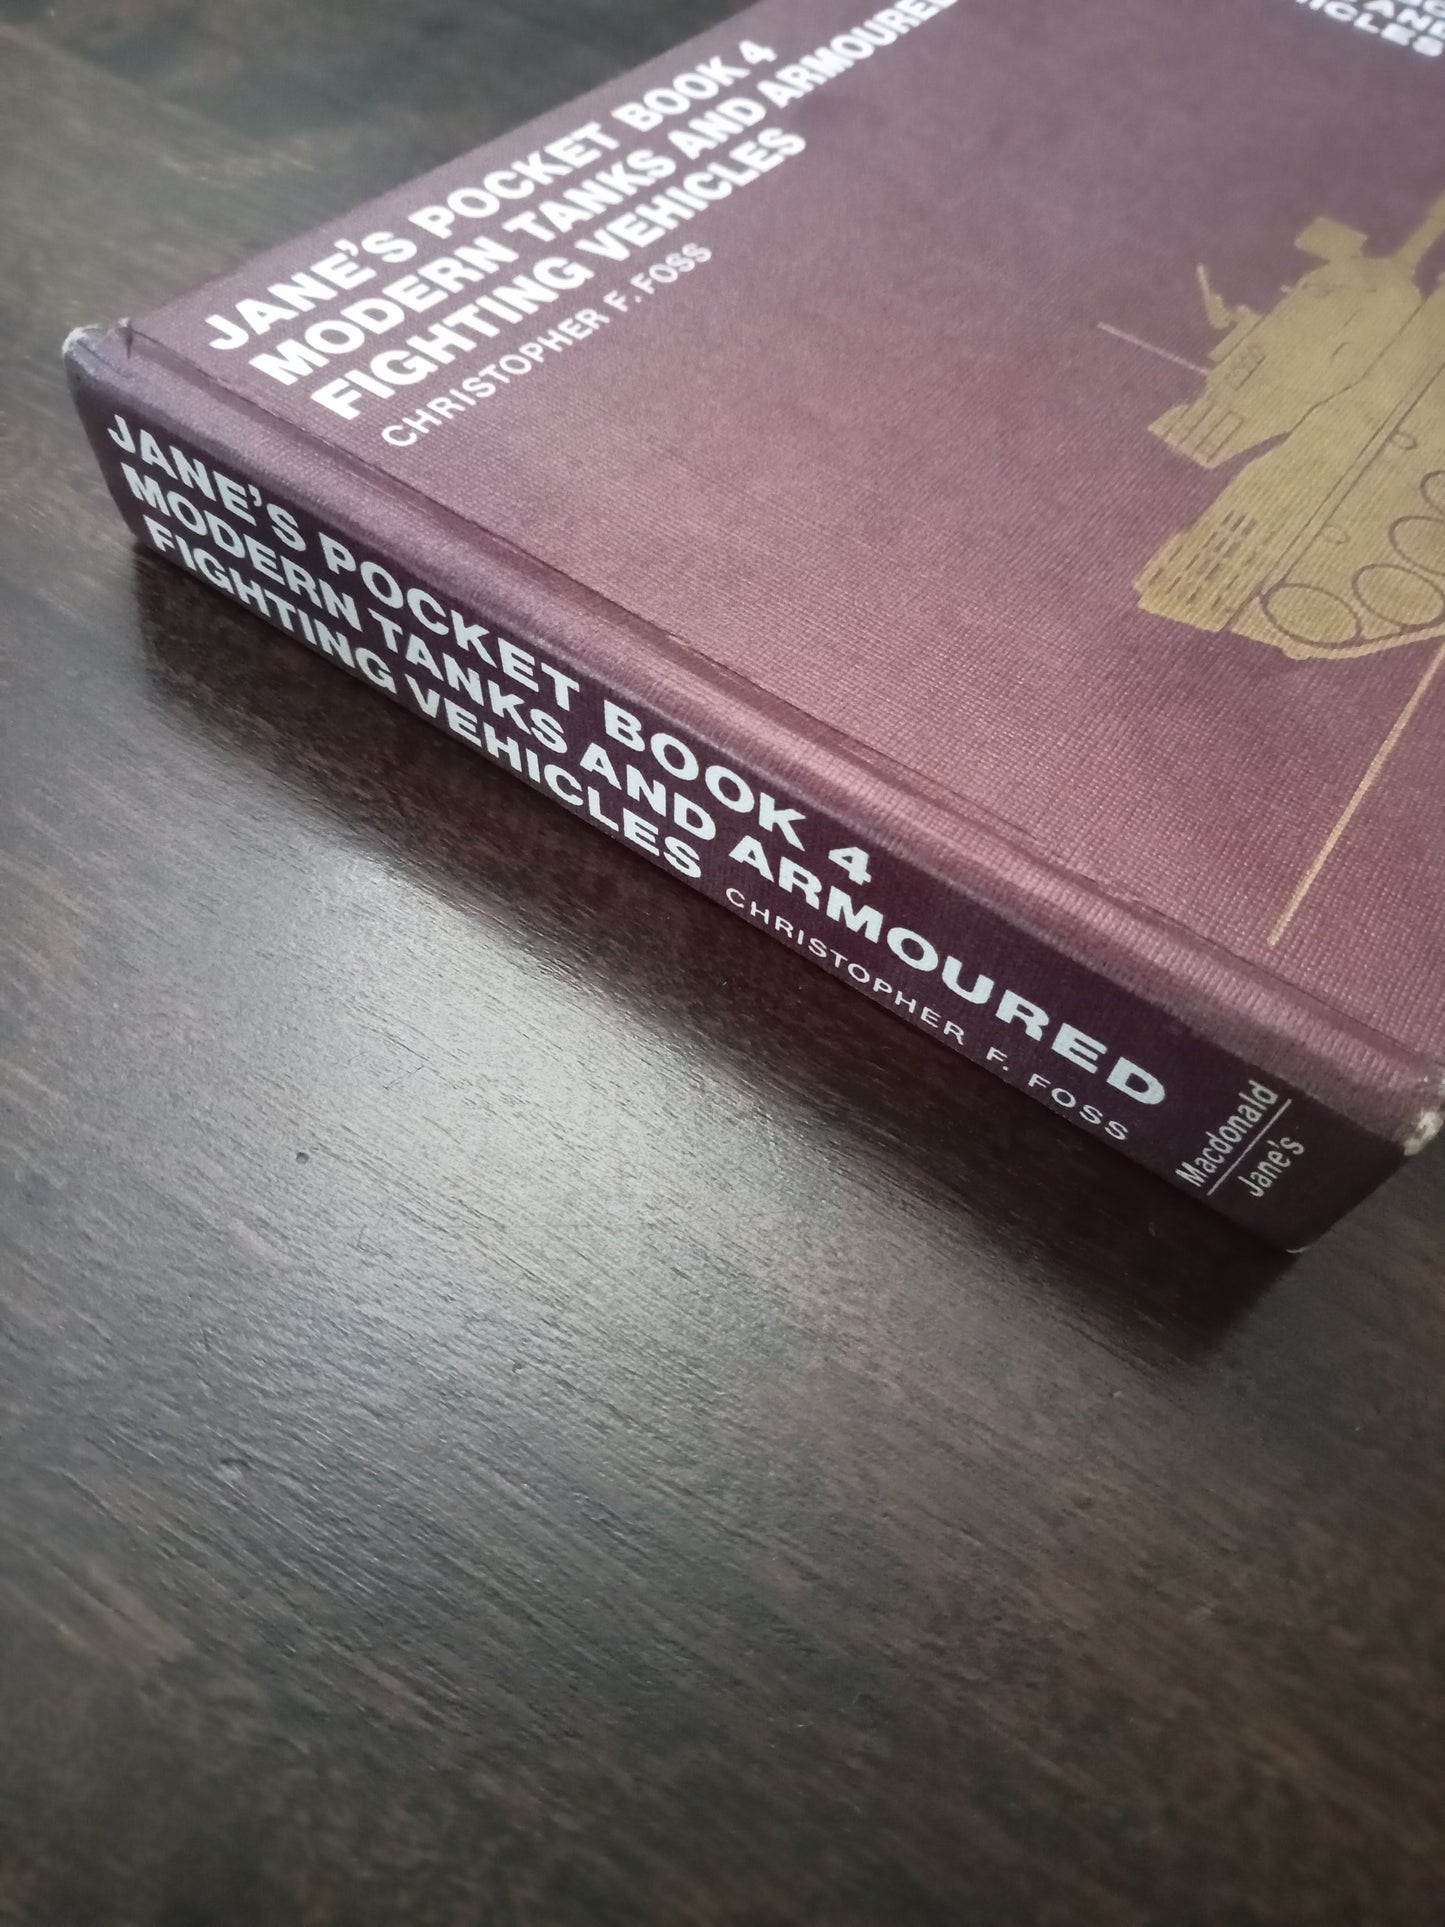 JANE'S POCKET BOOK 4
MODERN TANKS AND ARMOURED
FIGHTING VEHICLES
CHRISTOPHER F. FOSS
JANE'S POCKET BOOK 4
MODERN TANKS AND ARMOURED
FIGHTING VEHICLES CHRISTOPHER F. FOSS
Macdonald
Jane's